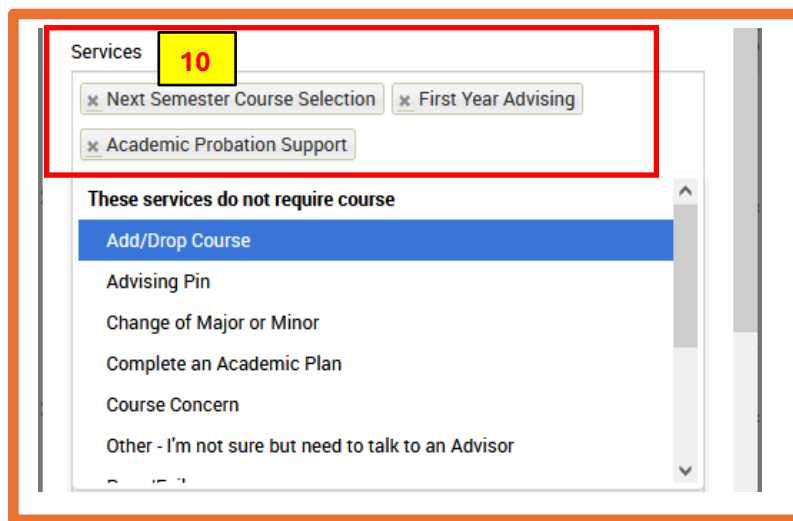 Services
10
× Next Semester Course Selection × First Year Advising
× Academic Probation Support
These services do not require course
Add/Drop Course
Advising Pin
Change of Major or Minor
Complete an Academic Plan
Course Concern
Other - I'm not sure but need to talk to an Advisor